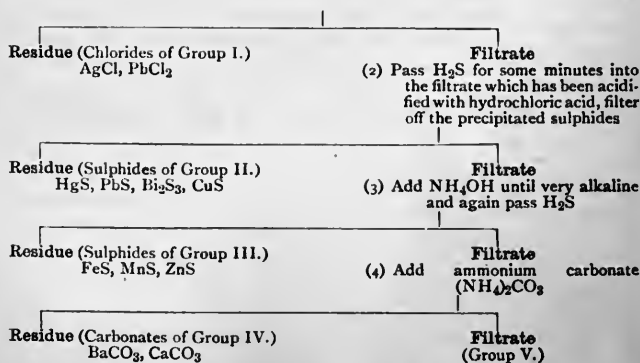 Residue (Chlorides of Group I.)
AgCl, PbCl₂
Filtrate
(2) Pass H₂S for some minutes into
the filtrate which has been acidi-
fied with hydrochloric acid, filter
off the precipitated sulphides
Residue (Sulphides of Group II.)
HgS, PbS, Bi₂S₃, CuS
Filtrate
(3) Add NH₄OH until very alkaline
and again pass H₂S
Residue (Sulphides of Group III.)
FeS, MnS, ZnS
Filtrate
(4) Add ammonium carbonate
(NH₄)₂CO₃
Residue (Carbonates of Group IV.)
BaCO₃, CaCO₃
Filtrate
(Group V.)